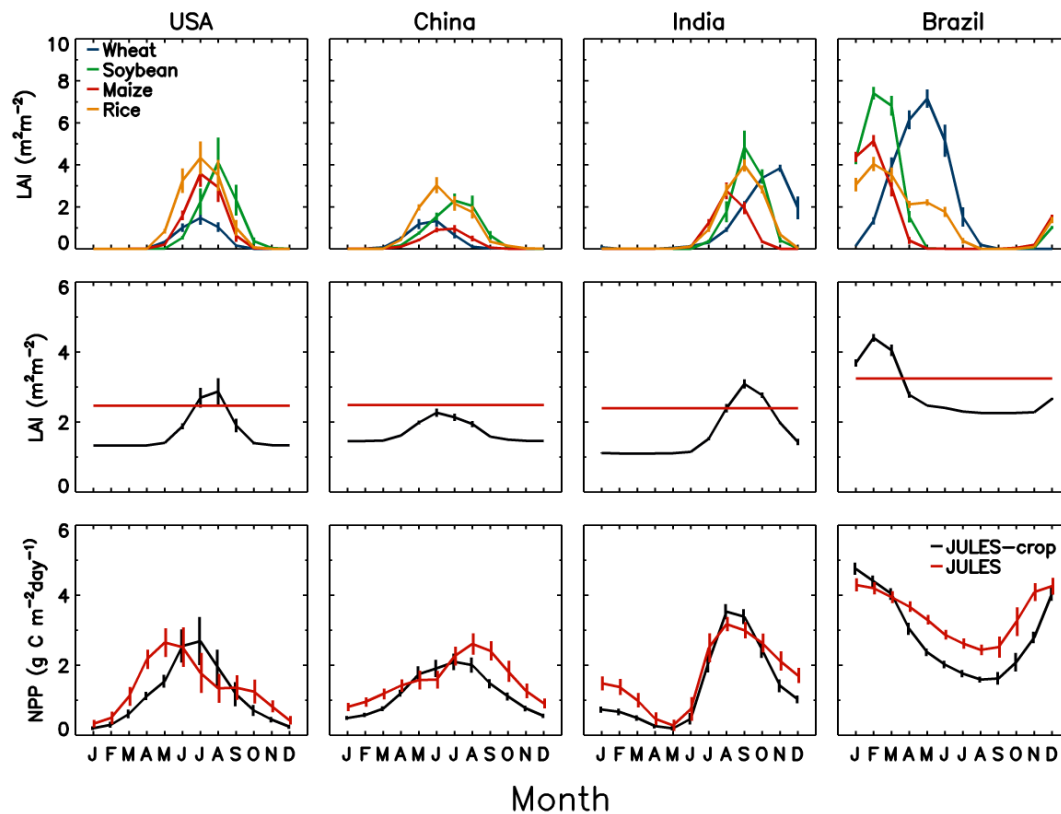 USA China India Brazil
10
8
6
4
2
0
LAI (m²m⁻²)
Wheat
Soybean
Maize
Rice
6
4
2
0
LAI (m²m⁻²)
6
4
2
0
NPP (g C m⁻²day⁻¹)
JULES-crop
JULES
J F M A M J J A S O N D J F M A M J J A S O N D J F M A M J J A S O N D J F M A M J J A S O N D
Month